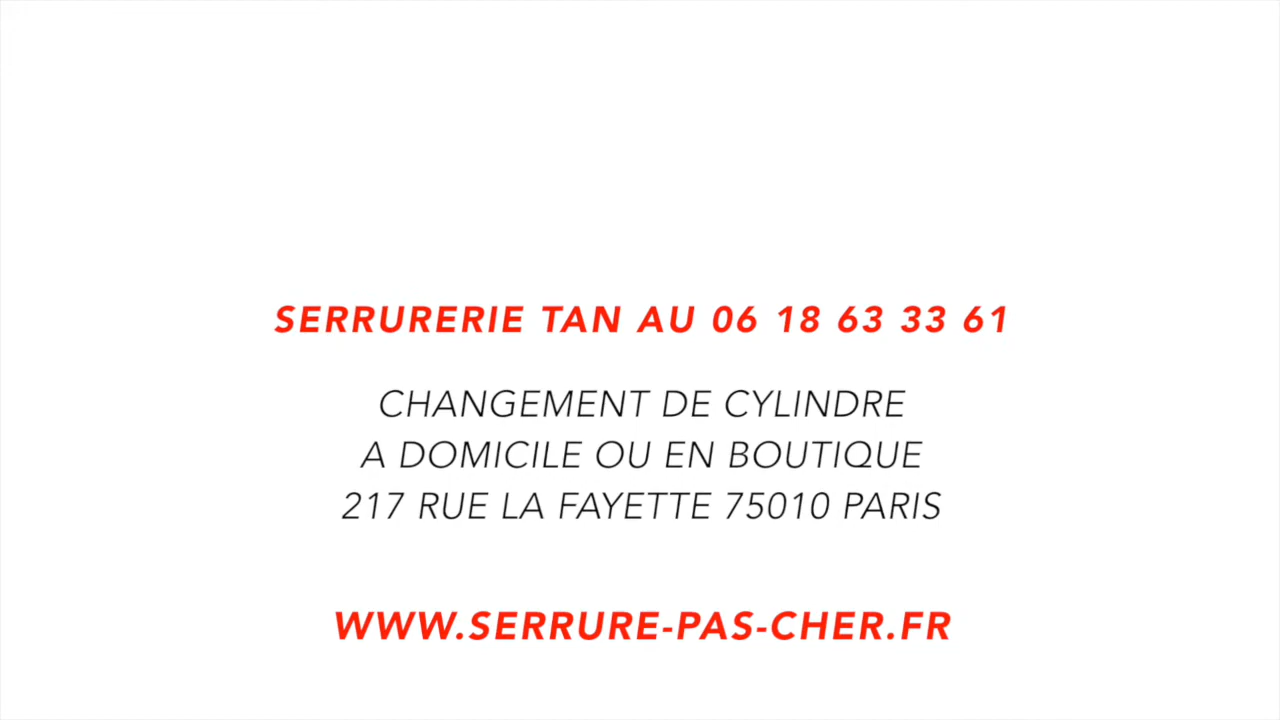 SERRURERIE TAN AU 06 18 63 33 61
CHANGEMENT DE CYLINDRE
A DOMICILE OU EN BOUTIQUE
217 RUE LA FAYETTE 75010 PARIS
WWW.SERRURE-PAS-CHER.FR